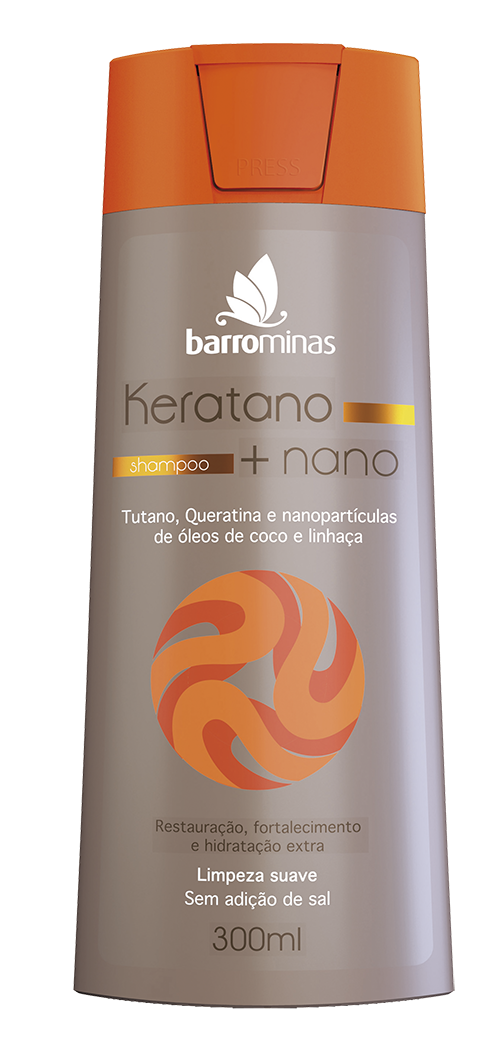 PRESS
barrominas
Keratano
shampoo + nano
Tutano, Queratina e nanopartículas
de óleos de coco e linhaça
Restauração, fortalecimento
e hidratação extra
Limpeza suave
Sem adição de sal
300ml